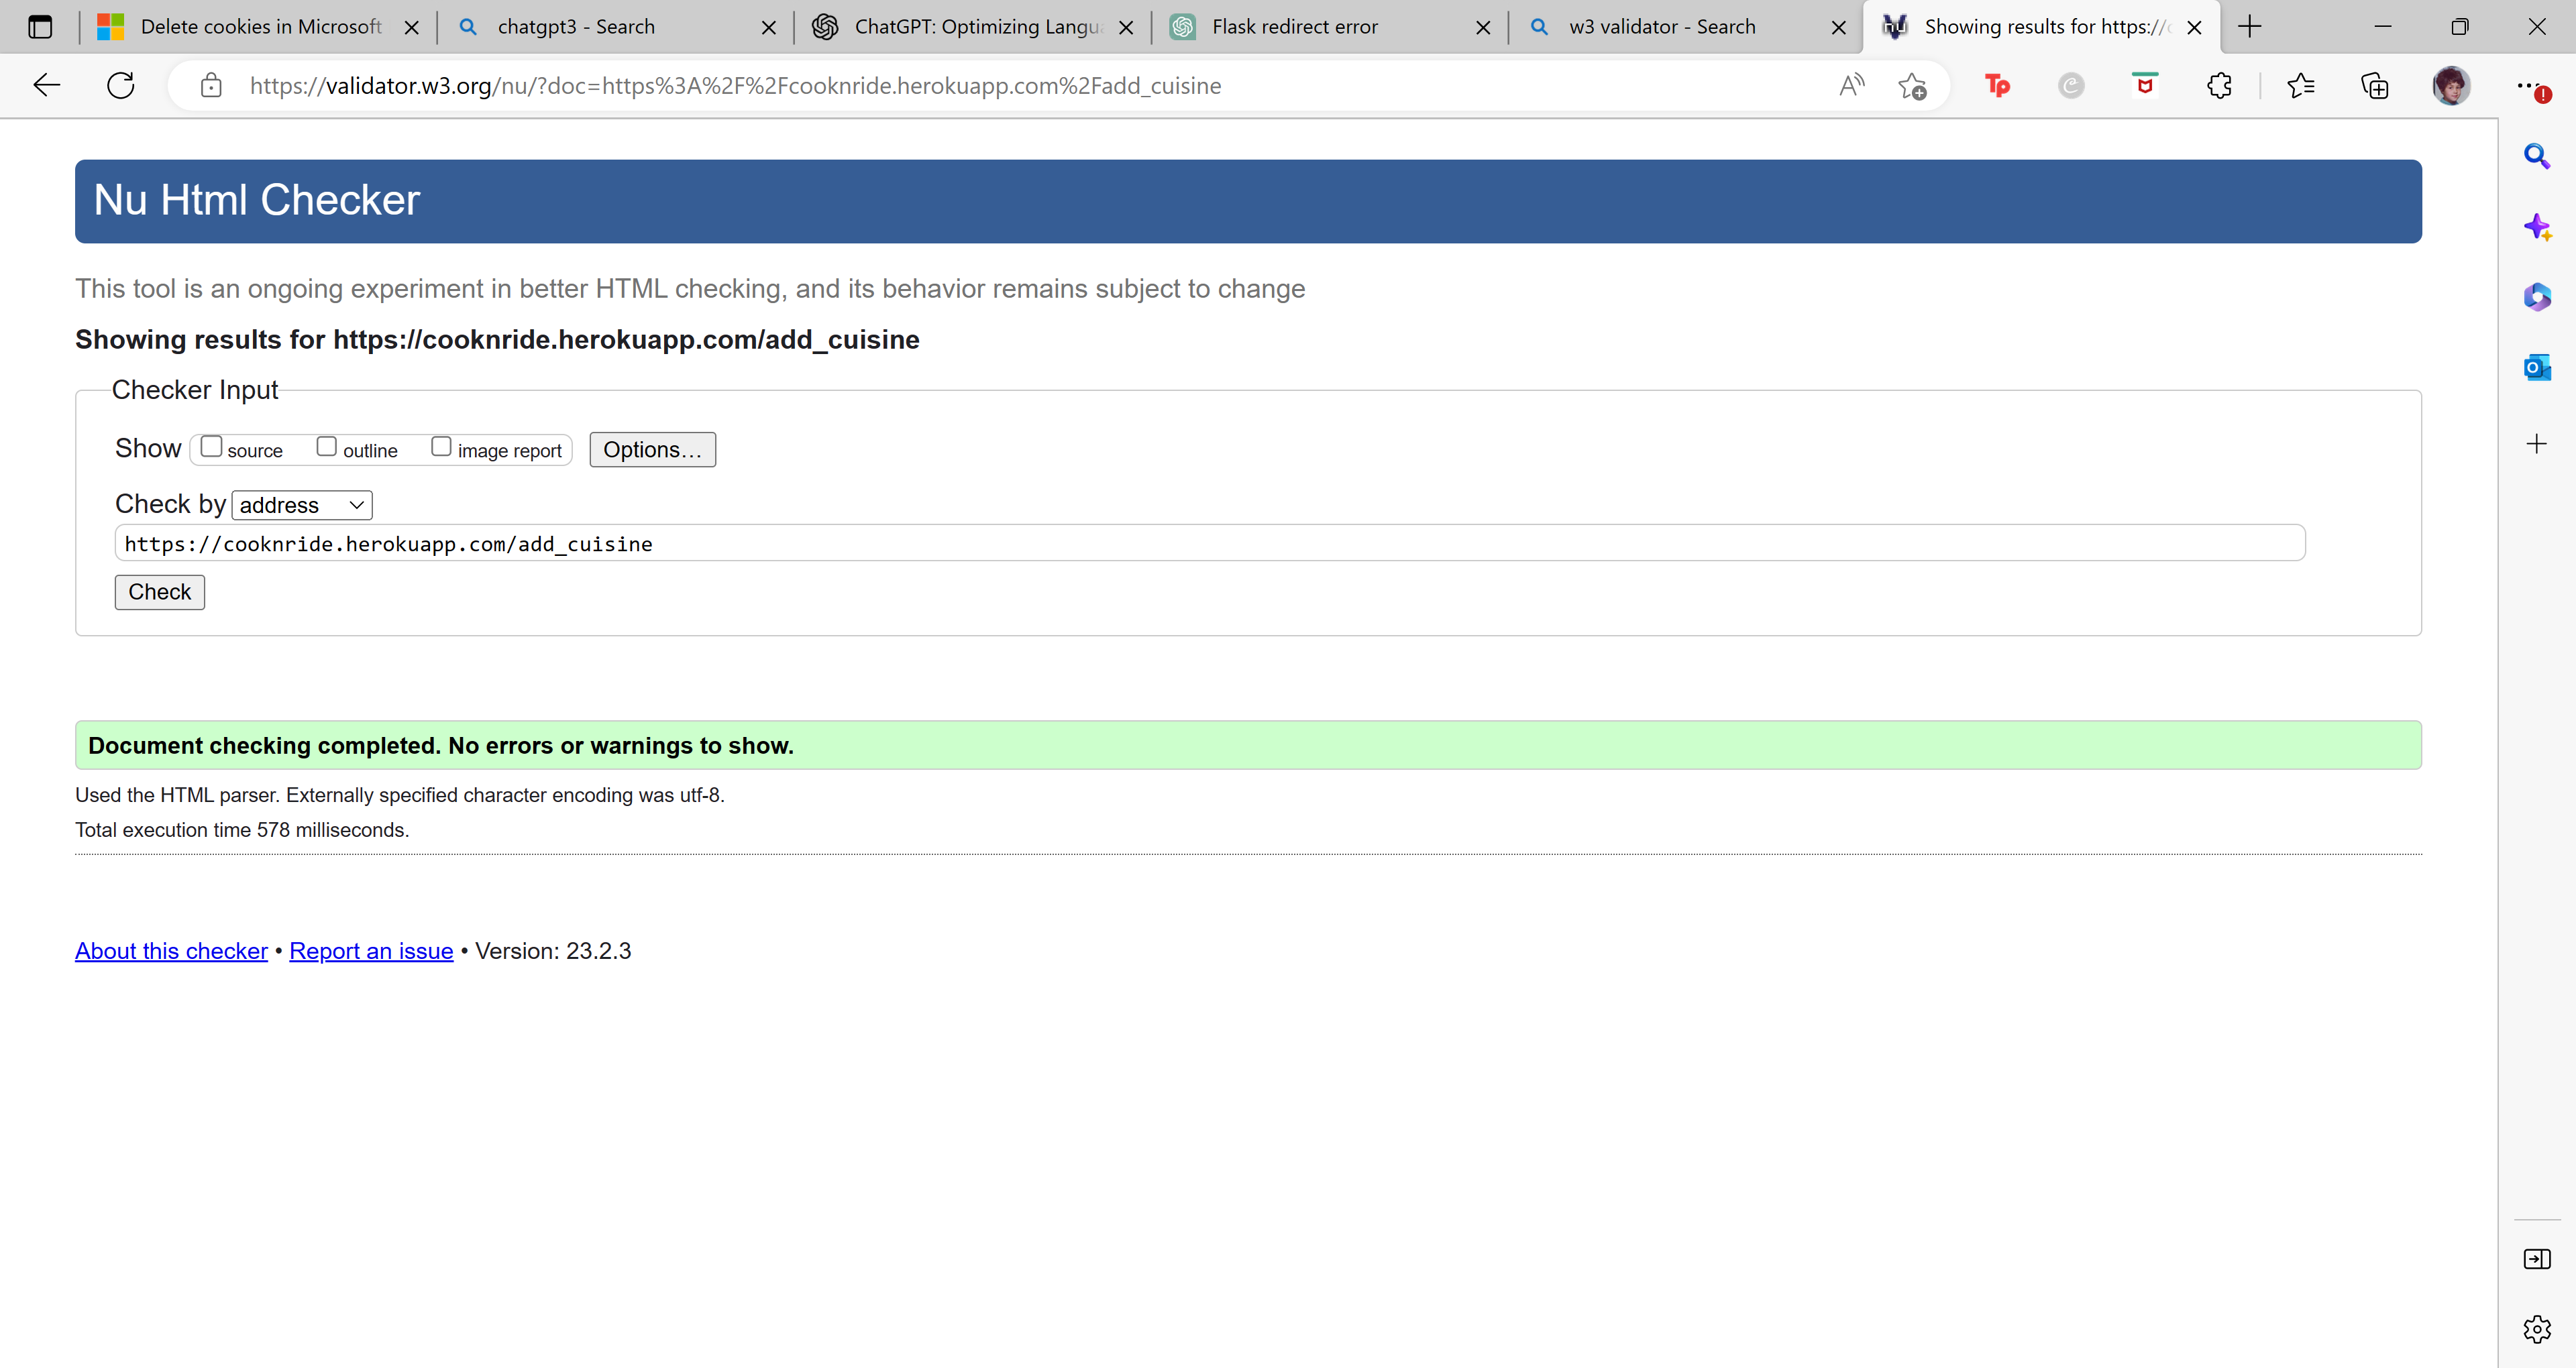 Delete cookies in Microsoft
chatgpt3 - Search
ChatGPT: Optimizing Langu
Flask redirect error
w3 validator - Search
Showing results for https://
https://validator.w3.org/nu/?doc=https%3A%2F%2Fcooknride.herokuapp.com%2Fadd_cuisine
Nu Html Checker
This tool is an ongoing experiment in better HTML checking, and its behavior remains subject to change
Showing results for https://cooknride.herokuapp.com/add_cuisine
Checker Input
Show source outline image report Options...
Check by address
https://cooknride.herokuapp.com/add_cuisine
Check
Document checking completed. No errors or warnings to show.
Used the HTML parser. Externally specified character encoding was utf-8.
Total execution time 578 milliseconds.
About this checker • Report an issue • Version: 23.2.3